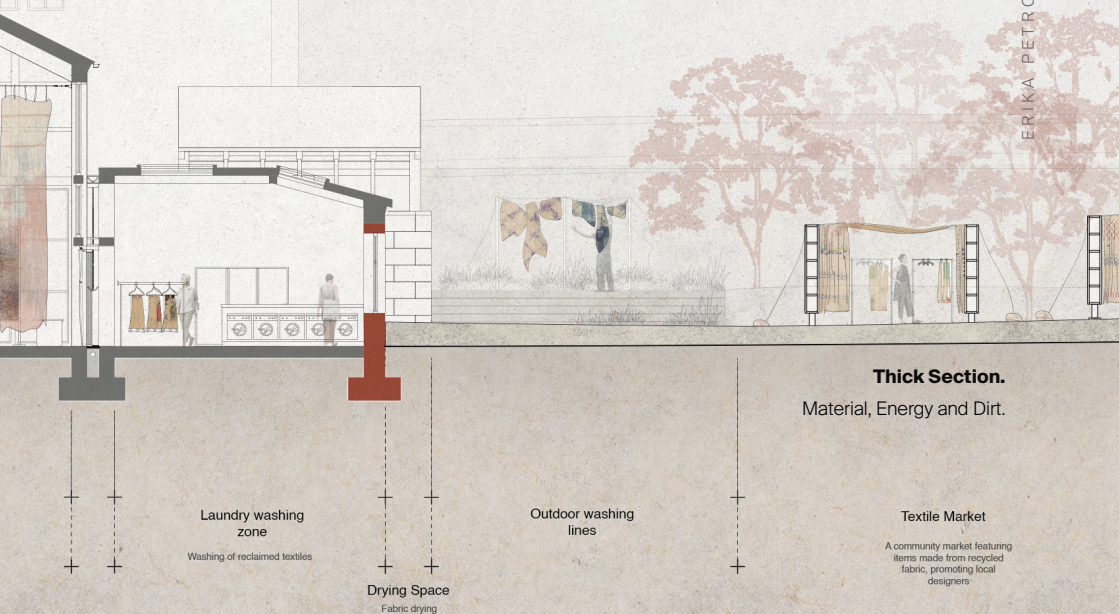 ERIKA PETRO
Thick Section.
Material, Energy and Dirt.
Laundry washing
zone
Washing of reclaimed textiles
Drying Space
Fabric drying
Outdoor washing
lines
Textile Market
A community market featuring
items made from recycled
fabric, promoting local
designers